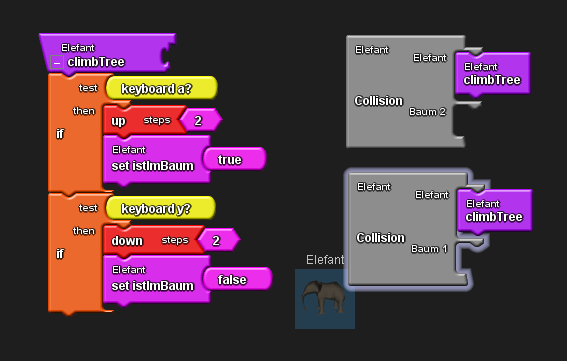 Elefant
climbTree
test keyboard a?
then up steps 2
if
Elefant
set istImBaum true
test keyboard y?
then down steps 2
if
Elefant
set istImBaum false
Elefant
Elefant
Elefant
climbTree
Collision
Baum 2
Elefant
Elefant
Elefant
climbTree
Collision
Baum 1
Elefant